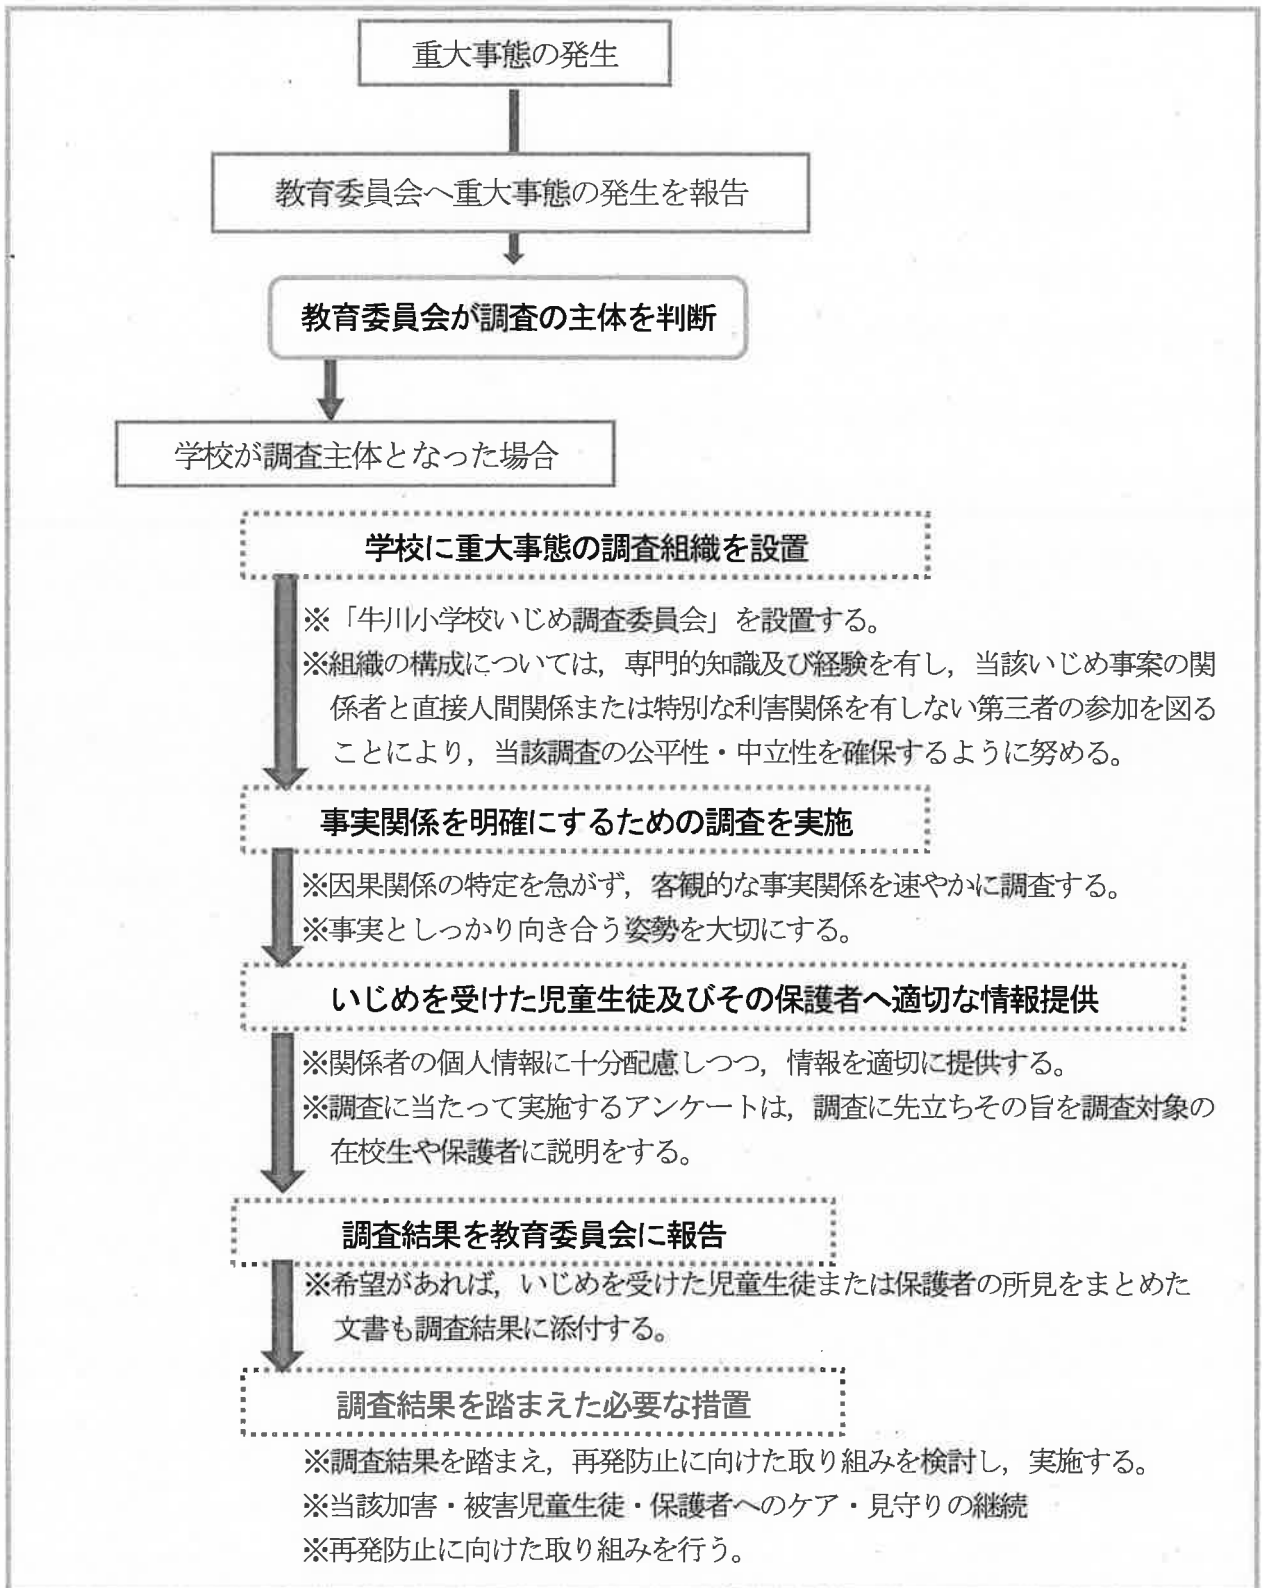 重大事態の発生
教育委員会へ重大事態の発生を報告
教育委員会が調査の主体を判断
学校が調査主体となった場合
学校に重大事態の調査組織を設置
※「牛川小学校いじめ調査委員会」を設置する。
※組織の構成については，専門的知識及び経験を有し，当該いじめ事案の関
係者と直接人間関係または特別な利害関係を有しない第三者の参加を図る
ことにより，当該調査の公平性・中立性を確保するように努める。
事実関係を明確にするための調査を実施
※因果関係の特定を急がず，客観的な事実関係を速やかに調査する。
※事実としっかり向き合う姿勢を大切にする。
いじめを受けた児童生徒及びその保護者へ適切な情報提供
※関係者の個人情報に十分配慮しつつ，情報を適切に提供する。
※調査に当たって実施するアンケートは，調査に先立ちその旨を調査対象の
在校生や保護者に説明をする。
調査結果を教育委員会に報告
※希望があれば，いじめを受けた児童生徒または保護者の所見をまとめた
文書も調査結果に添付する。
調査結果を踏まえた必要な措置
※調査結果を踏まえ，再発防止に向けた取り組みを検討し，実施する。
※当該加害・被害児童生徒・保護者へのケア・見守りの継続
※再発防止に向けた取り組みを行う。